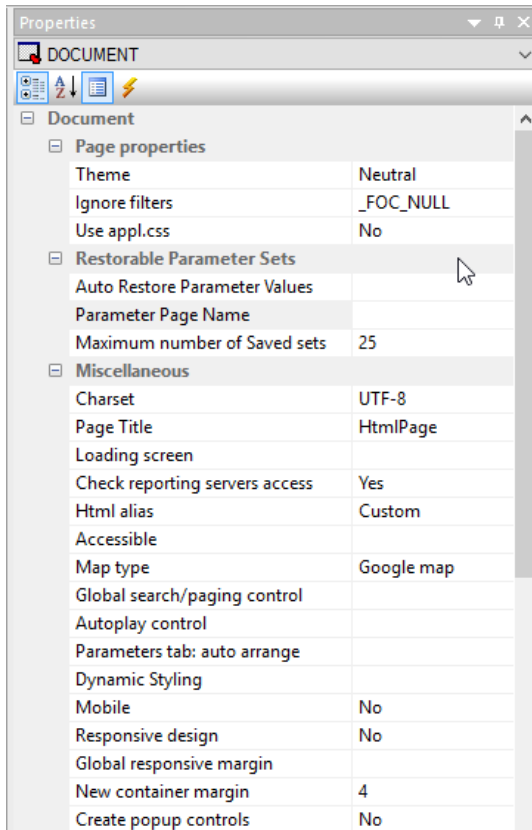 Properties
DOCUMENT
Document
Page properties
Theme Neutral
Ignore filters _FOC_NULL
Use appl.css No
Restorable Parameter Sets
Auto Restore Parameter Values
Parameter Page Name
Maximum number of Saved sets 25
Miscellaneous
Charset UTF-8
Page Title HtmlPage
Loading screen
Check reporting servers access Yes
Html alias Custom
Accessible
Map type Google map
Global search/paging control
Autoplay control
Parameters tab: auto arrange
Dynamic Styling
Mobile No
Responsive design No
Global responsive margin
New container margin 4
Create popup controls No